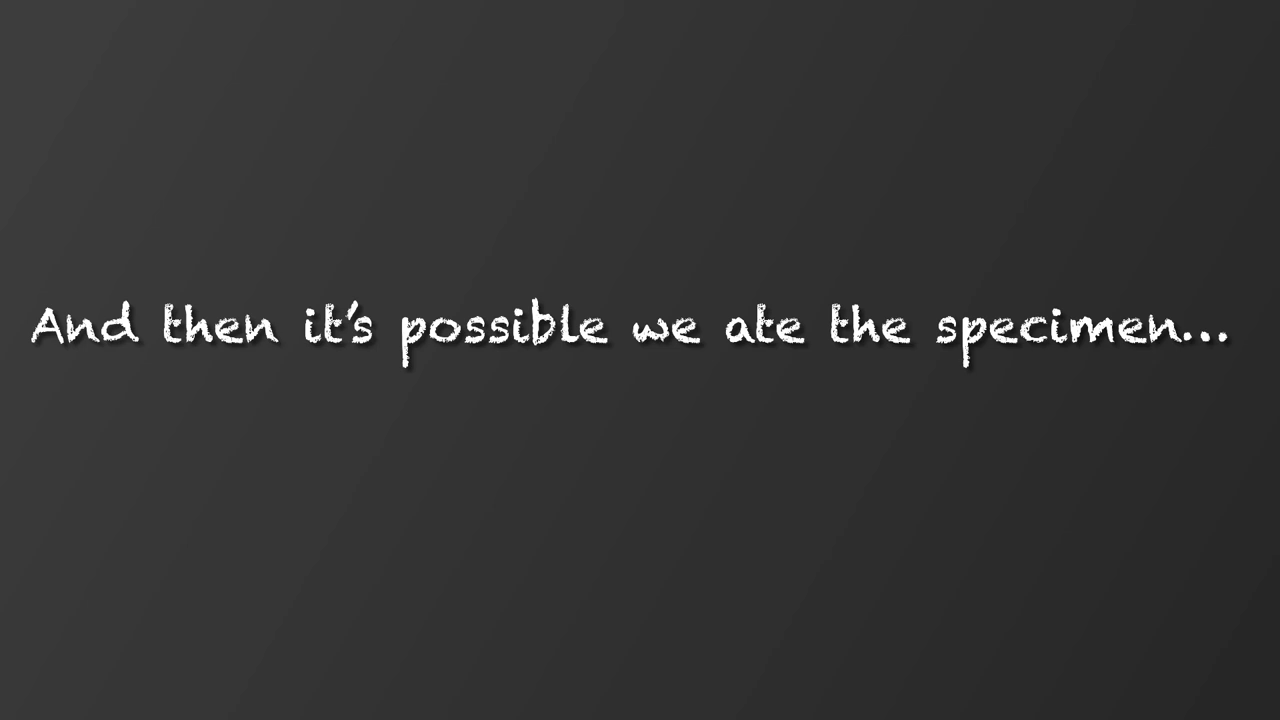 And then it's possible we ate the specimen...